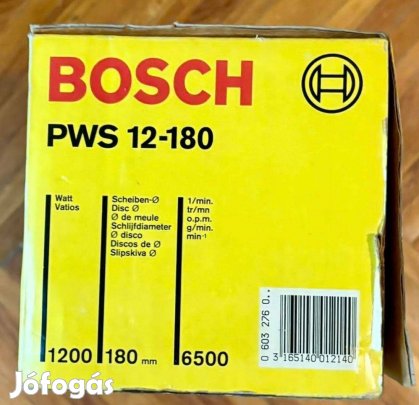 BOSCH
PWS 12-180
Watt
Vatios
Scheiben-Ø
Disc Ø
Ø de meule
Schlijfdiameter
Ø disco
Discos de Ø
Slipskiva Ø
1/min.
tr/mn
o.p.m.
g/min.
min-¹
1200
180 mm
6500
0 603 276 0..
3 165140 012140
Jófogás